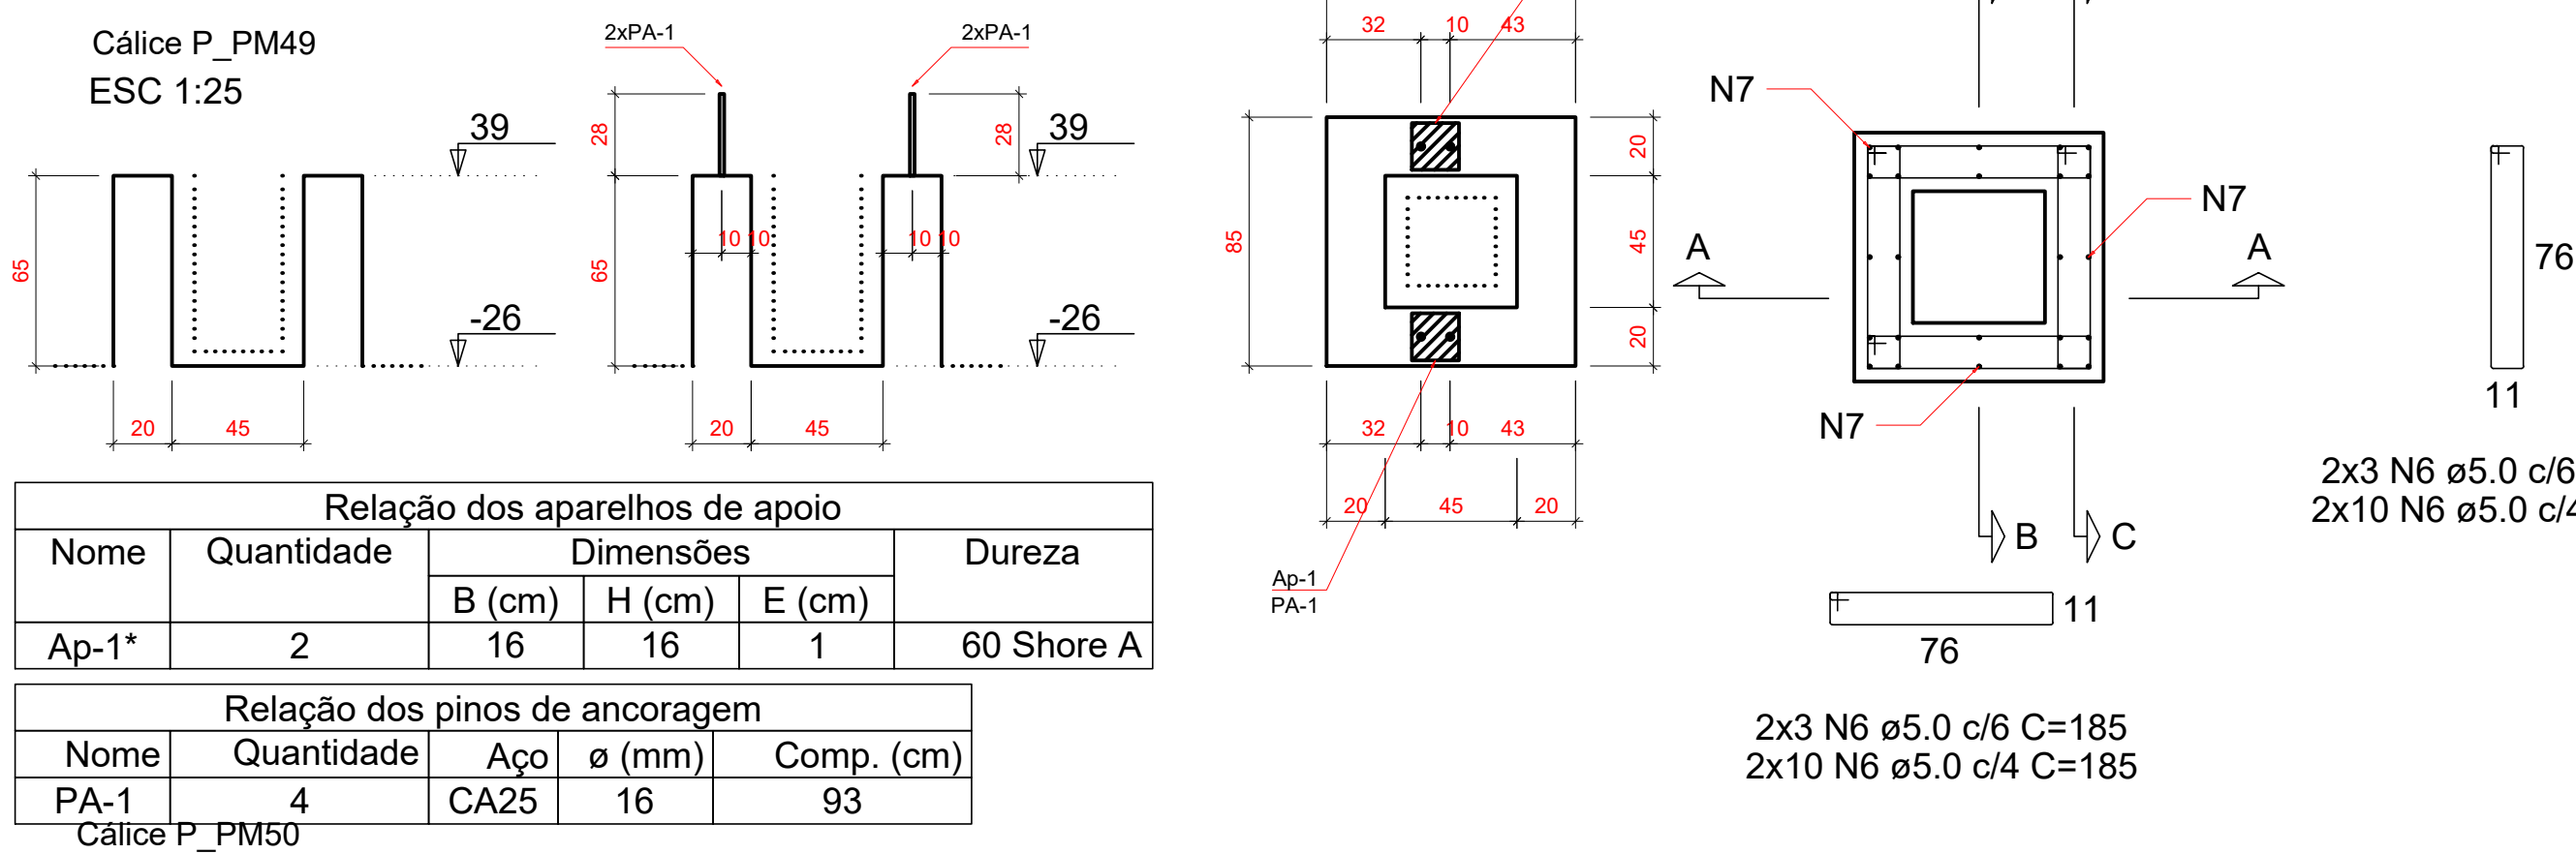 Cálice P_PM49
ESC 1:25
2xPA-1
2xPA-1
28
28
39
39
65
65
10 10
10 10
-26
-26
20 45
20 45
32 10 43
85
20
45
20
32 10 43
20 45 20
Ap-1
PA-1
N7
N7
N7
A
A
B
C
76
11
2x3 N6 ø5.0 c/6
2x10 N6 ø5.0 c/4
11
76
2x3 N6 ø5.0 c/6 C=185
2x10 N6 ø5.0 c/4 C=185
Relação dos aparelhos de apoio
Nome Quantidade Dimensões Dureza
B (cm) H (cm) E (cm)
Ap-1* 2 16 16 1 60 Shore A
Relação dos pinos de ancoragem
Nome Quantidade Aço ø (mm) Comp. (cm)
PA-1 4 CA25 16 93
Cálice P_PM50